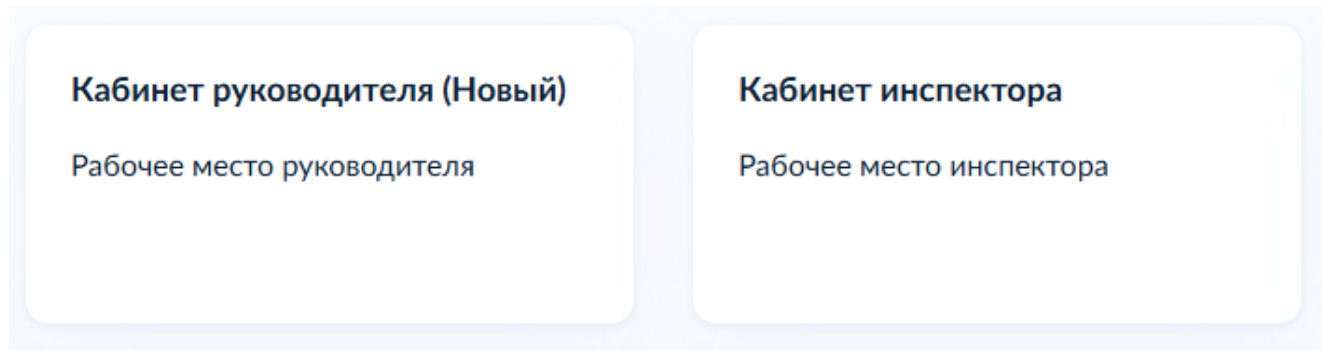 Кабинет руководителя (Новый)
Рабочее место руководителя
Кабинет инспектора
Рабочее место инспектора